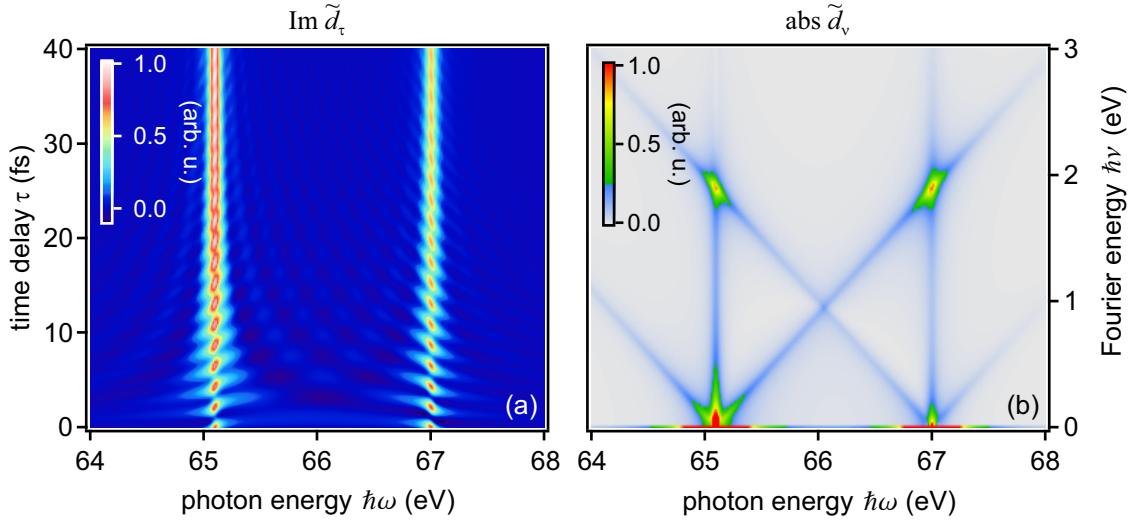 Im d̃τ
abs d̃ν
time delay τ (fs)
40
30
20
10
0
1.0
0.5
0.0
(arb. u.)
(a)
64
65
66
67
68
photon energy ħω (eV)
1.0
0.5
0.0
(arb. u.)
(b)
64
65
66
67
68
photon energy ħω (eV)
3
2
1
0
Fourier energy ħν (eV)